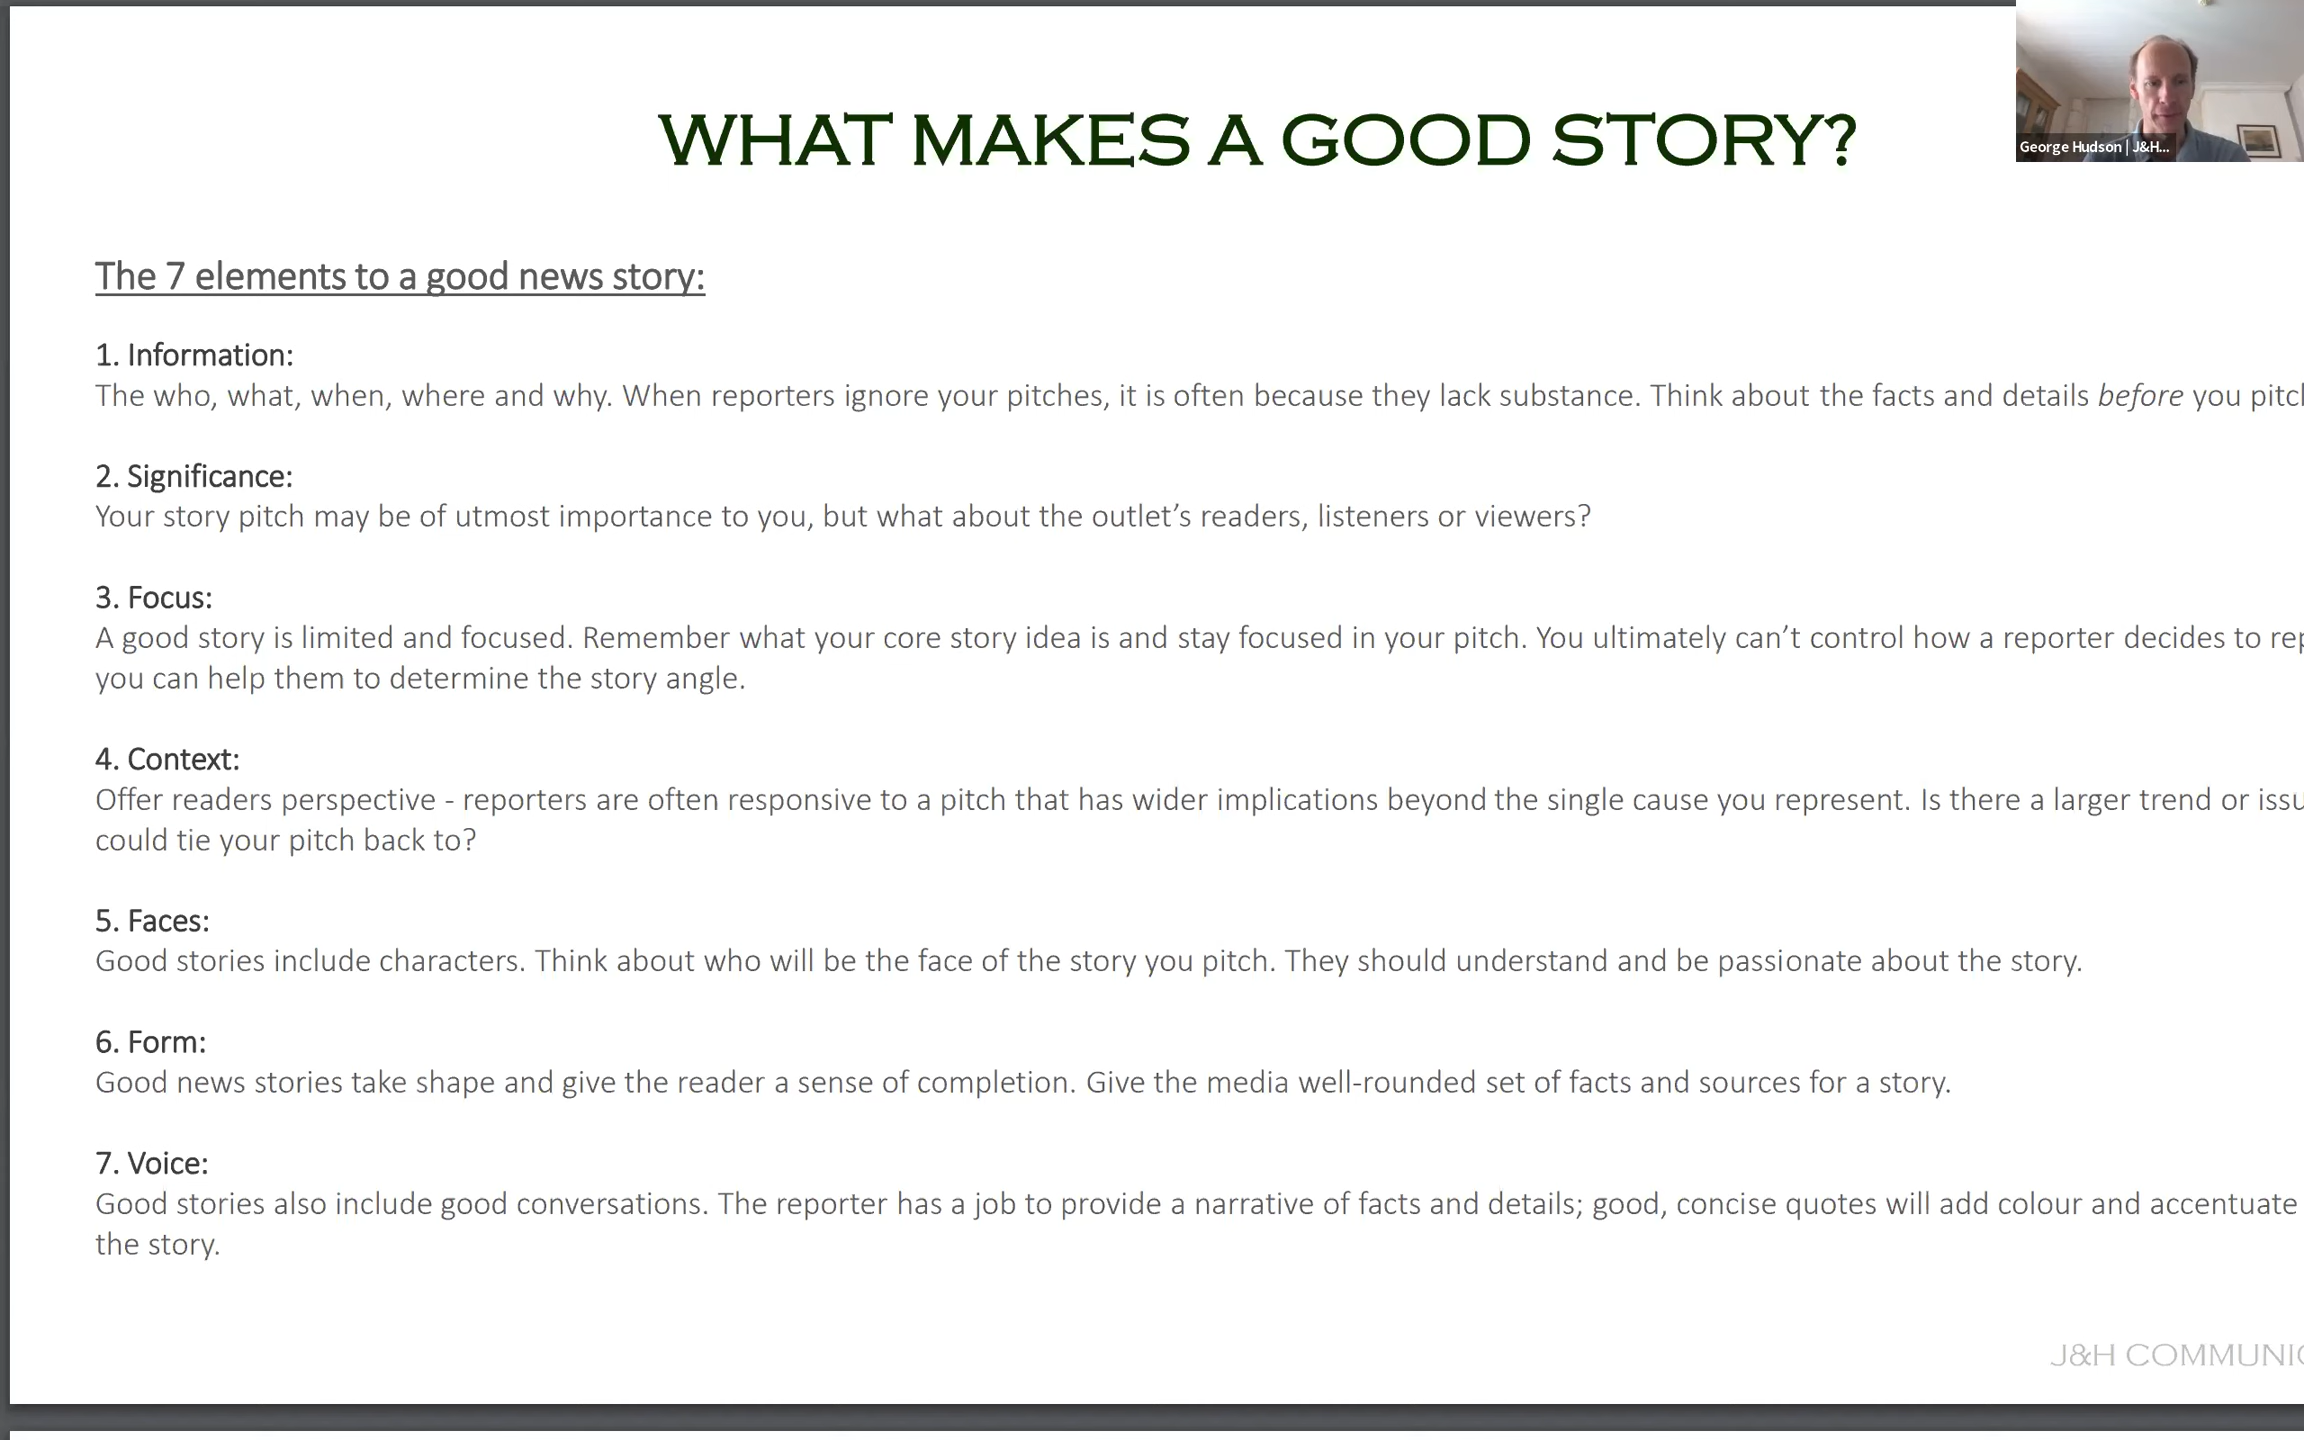 WHAT MAKES A GOOD STORY?
George Hudson | J&H...
The 7 elements to a good news story:
1. Information:
The who, what, when, where and why. When reporters ignore your pitches, it is often because they lack substance. Think about the facts and details before you pitch
2. Significance:
Your story pitch may be of utmost importance to you, but what about the outlet’s readers, listeners or viewers?
3. Focus:
A good story is limited and focused. Remember what your core story idea is and stay focused in your pitch. You ultimately can’t control how a reporter decides to
you can help them to determine the story angle.
4. Context:
Offer readers perspective - reporters are often responsive to a pitch that has wider implications beyond the single cause you represent. Is there a larger trend or
could tie your pitch back to?
5. Faces:
Good stories include characters. Think about who will be the face of the story you pitch. They should understand and be passionate about the story.
6. Form:
Good news stories take shape and give the reader a sense of completion. Give the media well-rounded set of facts and sources for a story.
7. Voice:
Good stories also include good conversations. The reporter has a job to provide a narrative of facts and details; good, concise quotes will add colour and accentuate
the story.
J&H